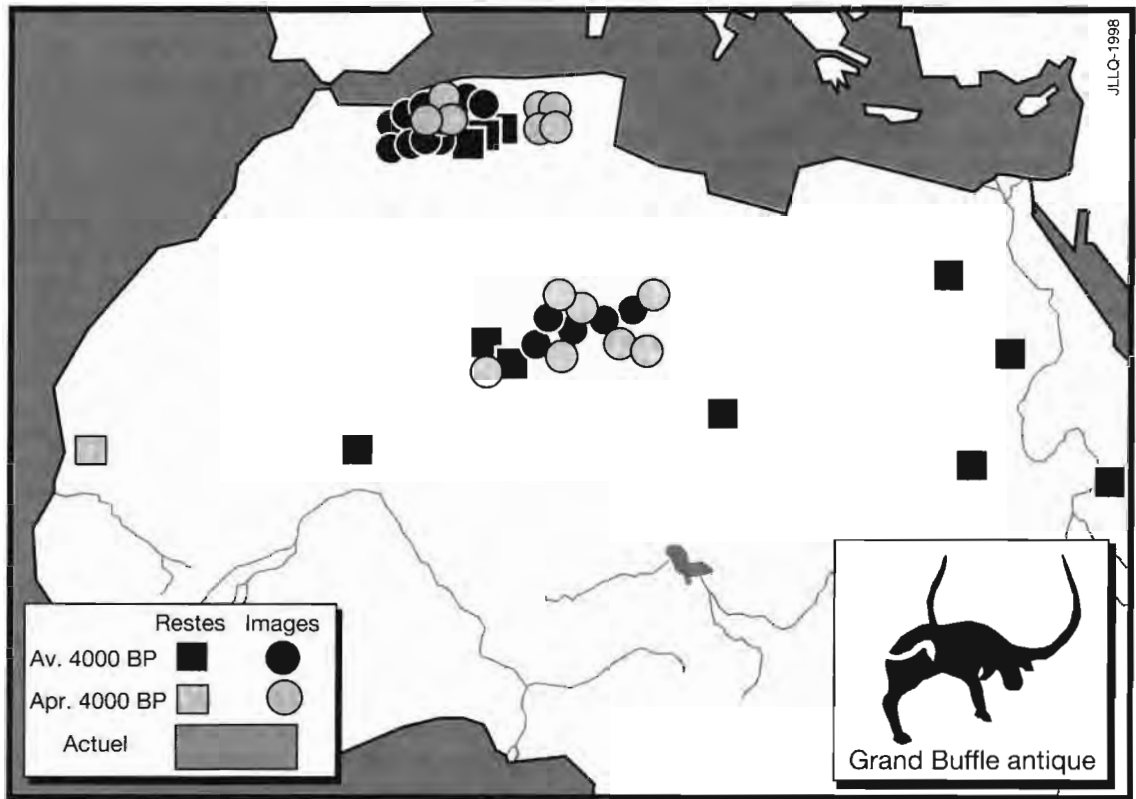 JLLQ-1998
Restes Images
Av. 4000 BP
Apr. 4000 BP
Actuel
Grand Buffle antique